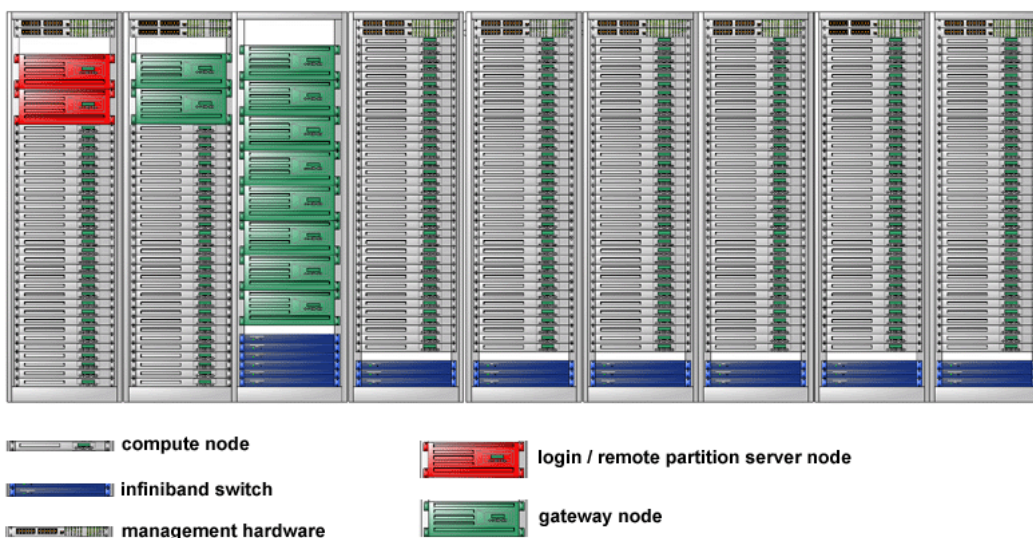 compute node
login / remote partition server node
infiniband switch
gateway node
management hardware